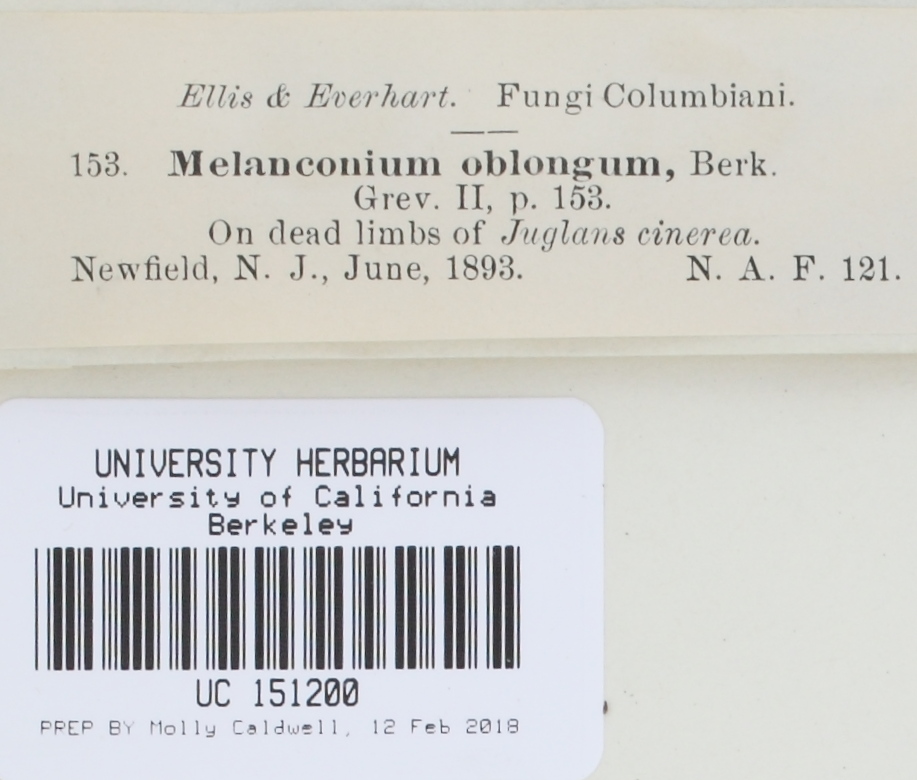 Ellis & Everhart. Fungi Columbiani.
153. Melanconium oblongum, Berk.
Grev. II, p. 153.
On dead limbs of Juglans cinerea.
Newfield, N. J., June, 1893. N. A. F. 121.
UNIVERSITY HERBARIUM
University of California
Berkeley
UC 151200
PREP BY Molly Caldwell, 12 Feb 2018